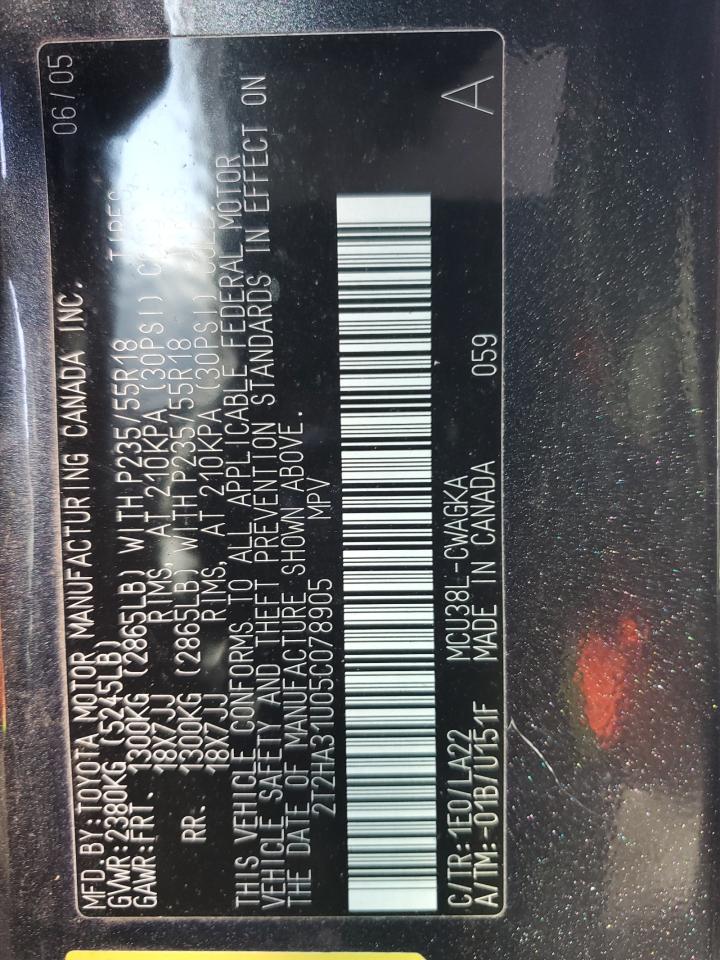 MFD.BY:TOYOTA MOTOR MANUFACTURING CANADA INC. 06/05
GVWR:2380KG (5245LB)
GAWR:FRT. 1300KG (2865LB) WITH P235/55R18 TIRES
18X7JJ RIMS, AT 210KPA (30PSI)
RR. 1300KG (2865LB) WITH P235/55R18
18X7JJ RIMS, AT 210KPA (30PSI)
THIS VEHICLE CONFORMS TO ALL APPLICABLE FEDERAL MOTOR
VEHICLE SAFETY AND THEFT PREVENTION STANDARDS IN EFFECT ON
THE DATE OF MANUFACTURE SHOWN ABOVE.
2T2HA31U05C078905 MPV
C/TR:1E0/LA22 MCU38L-CWAGKA A
A/TM:-01B/U151F MADE IN CANADA 059